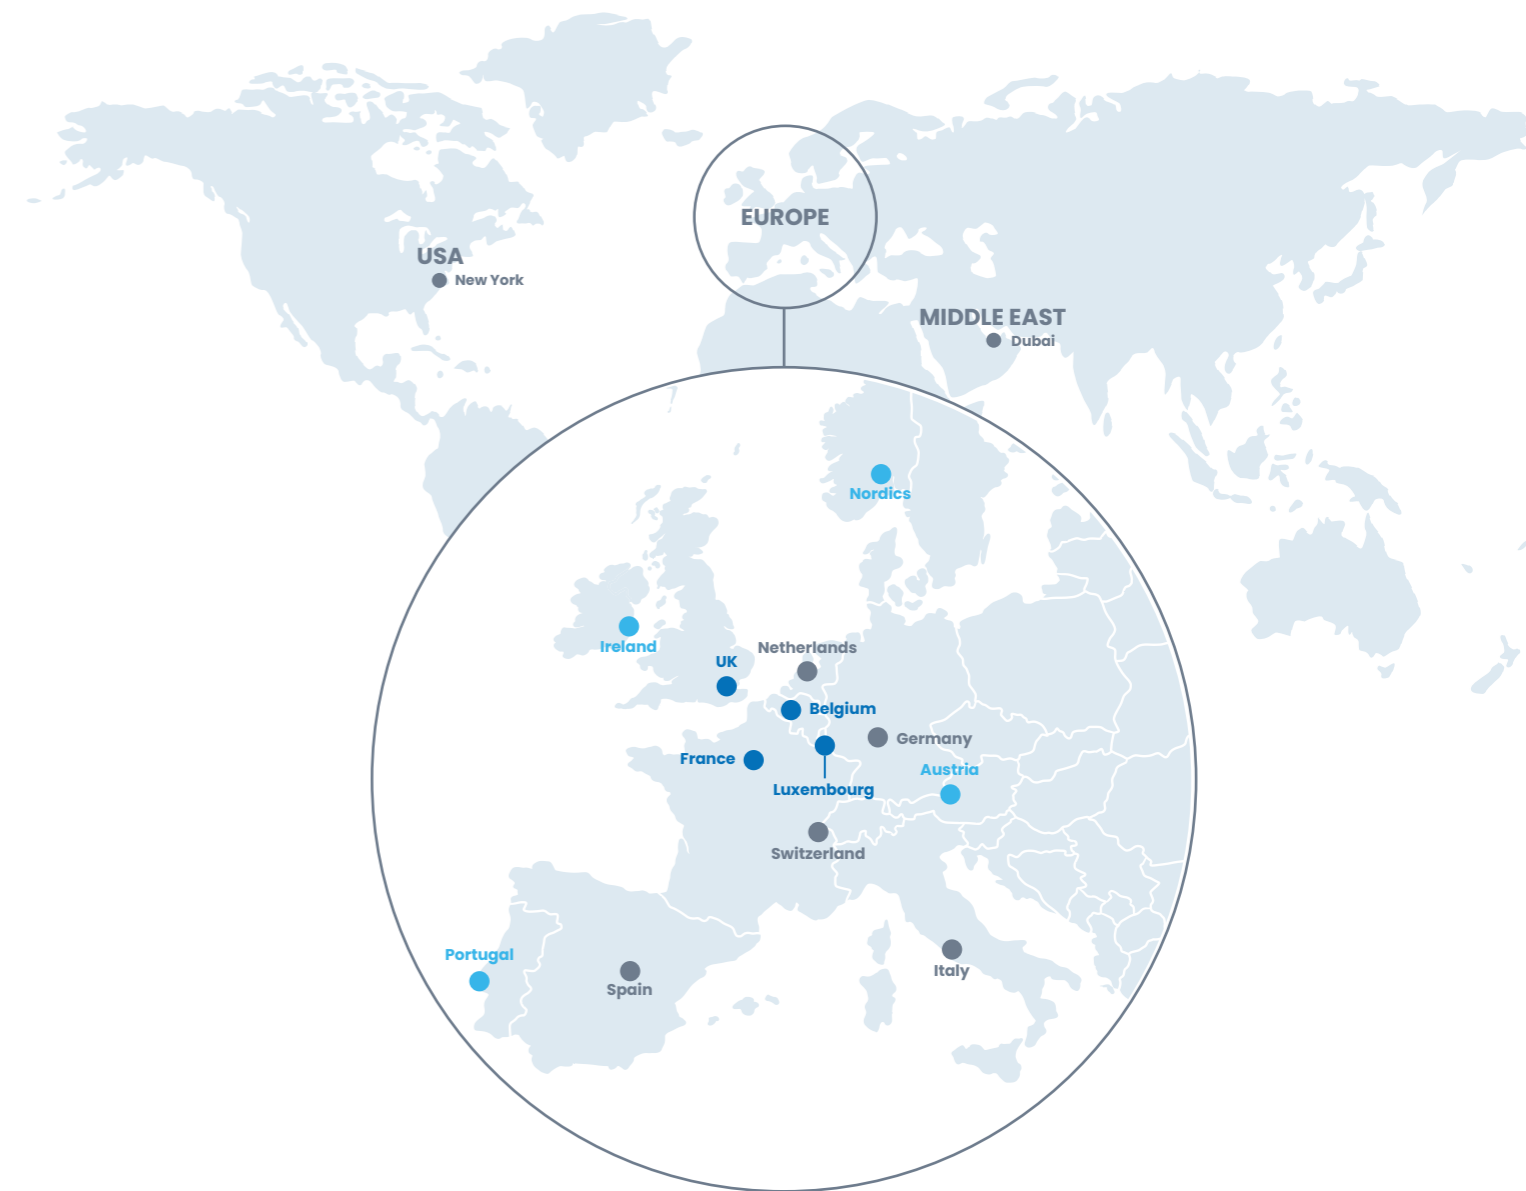 EUROPE
USA
New York
MIDDLE EAST
Dubai
Nordics
Ireland
Netherlands
UK
Belgium
Germany
France
Austria
Luxembourg
Switzerland
Portugal
Italy
Spain